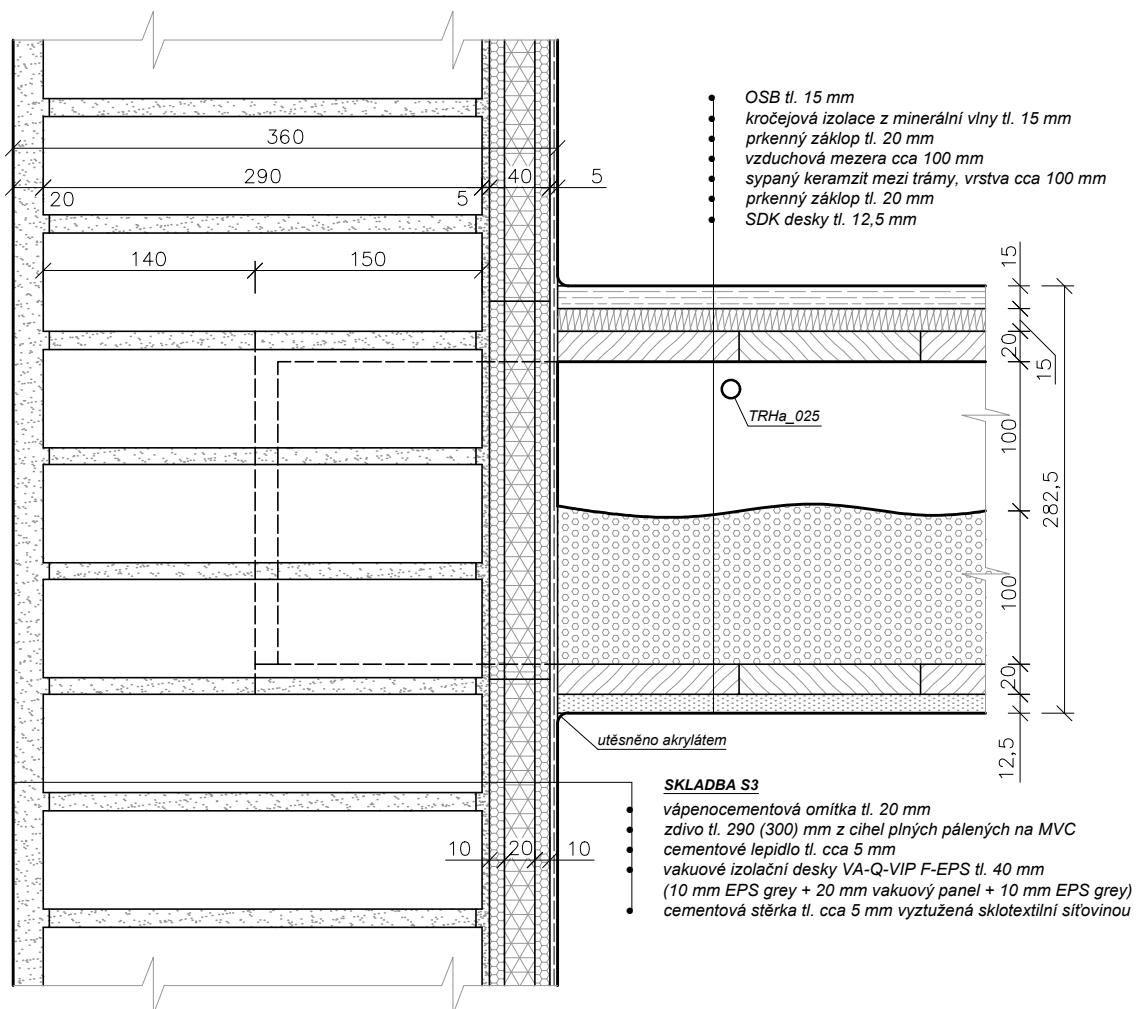 OSB tl. 15 mm
kročejová izolace z minerální vlny tl. 15 mm
prkenný záklop tl. 20 mm
vzduchová mezera cca 100 mm
sypaný keramzit mezi trámy, vrstva cca 100 mm
prkenný záklop tl. 20 mm
SDK desky tl. 12,5 mm
360
290
40
20
5
5
140
150
15
20
15
100
282,5
100
20
12,5
TRHa_025
utěsněno akrylátem
SKLADBA S3
vápenocementová omítka tl. 20 mm
zdivo tl. 290 (300) mm z cihel plných pálených na MVC
cementové lepidlo tl. cca 5 mm
vakuové izolační desky VA-Q-VIP F-EPS tl. 40 mm
(10 mm EPS grey + 20 mm vakuový panel + 10 mm EPS grey)
cementová stěrka tl. cca 5 mm vyztužená sklotextilní síťovinou
10
20
10